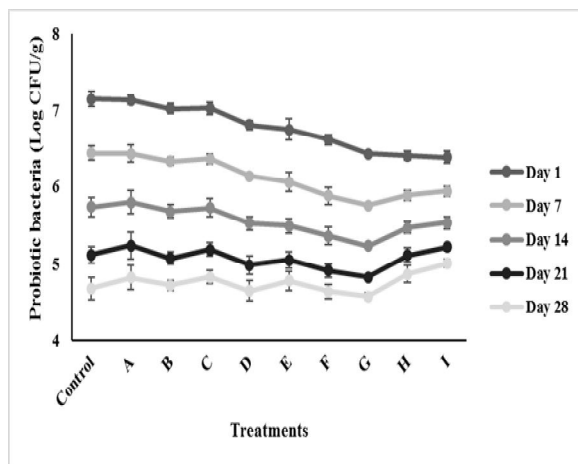 Probiotic bacteria (Log CFU/g)
8
7
6
5
4
Control
A
B
C
D
E
F
G
H
I
Treatments
Day 1
Day 7
Day 14
Day 21
Day 28